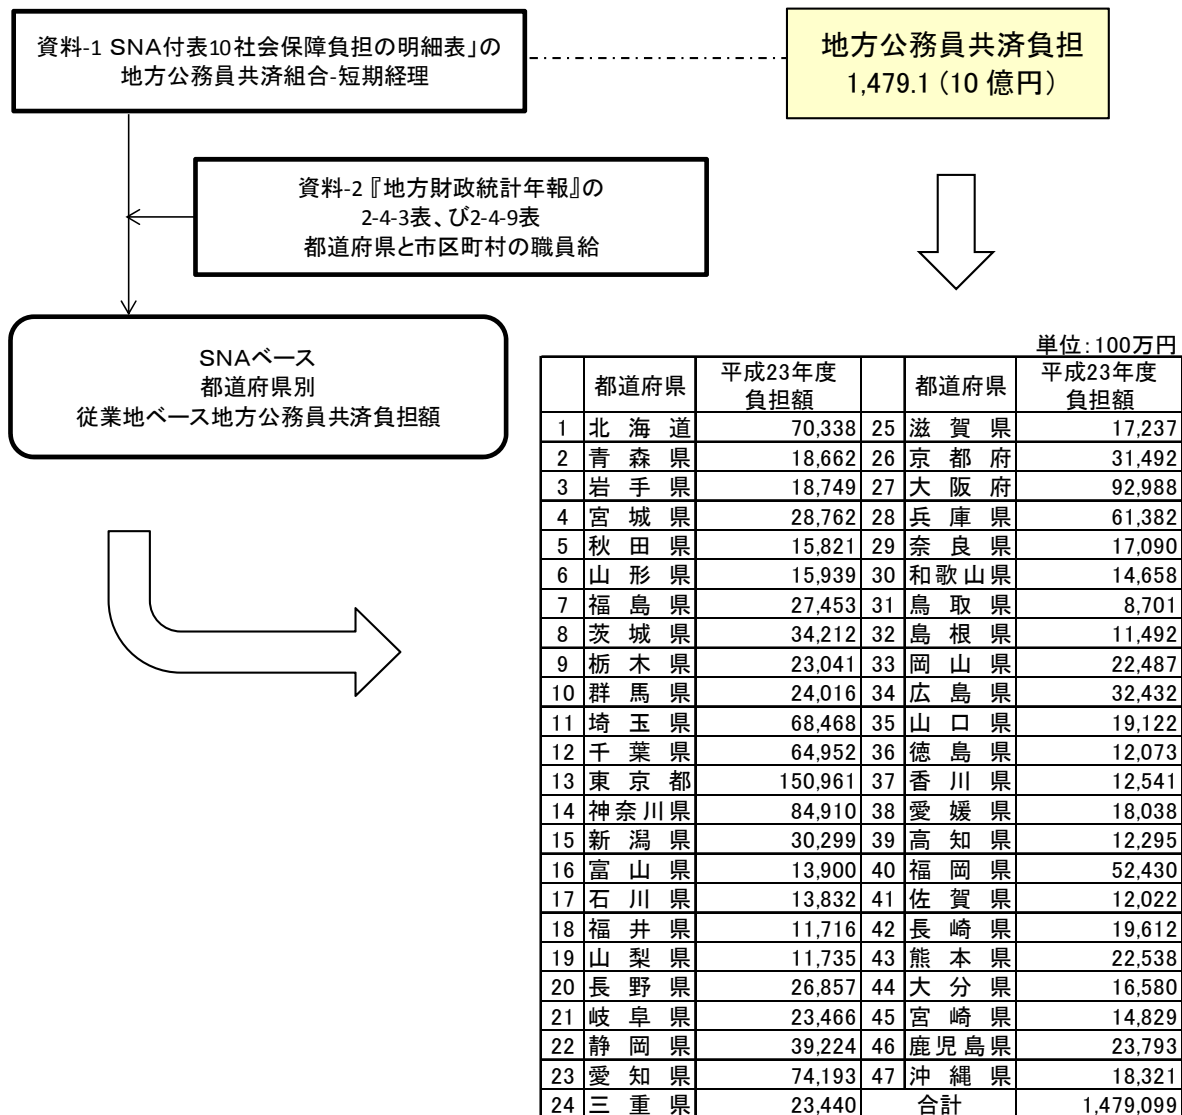 資料-1 SNA付表10社会保障負担の明細表」の
地方公務員共済組合-短期経理
地方公務員共済負担
1,479.1 (10 億円)
資料-2 『地方財政統計年報』の
2-4-3表、び2-4-9表
都道府県と市区町村の職員給
SNAベース
都道府県別
従業地ベース地方公務員共済負担額
単位：100万円
都道府県 平成23年度 負担額 都道府県 平成23年度 負担額
1 北海道 70,338 25 滋賀県 17,237
2 青森県 18,662 26 京都府 31,492
3 岩手県 18,749 27 大阪府 92,988
4 宮城県 28,762 28 兵庫県 61,382
5 秋田県 15,821 29 奈良県 17,090
6 山形県 15,939 30 和歌山県 14,658
7 福島県 27,453 31 鳥取県 8,701
8 茨城県 34,212 32 島根県 11,492
9 栃木県 23,041 33 岡山県 22,487
10 群馬県 24,016 34 広島県 32,432
11 埼玉県 68,468 35 山口県 19,122
12 千葉県 64,952 36 徳島県 12,073
13 東京都 150,961 37 香川県 12,541
14 神奈川県 84,910 38 愛媛県 18,038
15 新潟県 30,299 39 高知県 12,295
16 富山県 13,900 40 福岡県 52,430
17 石川県 13,832 41 佐賀県 12,022
18 福井県 11,716 42 長崎県 19,612
19 山梨県 11,735 43 熊本県 22,538
20 長野県 26,857 44 大分県 16,580
21 岐阜県 23,466 45 宮崎県 14,829
22 静岡県 39,224 46 鹿児島県 23,793
23 愛知県 74,193 47 沖縄県 18,321
24 三重県 23,440 合計 1,479,099